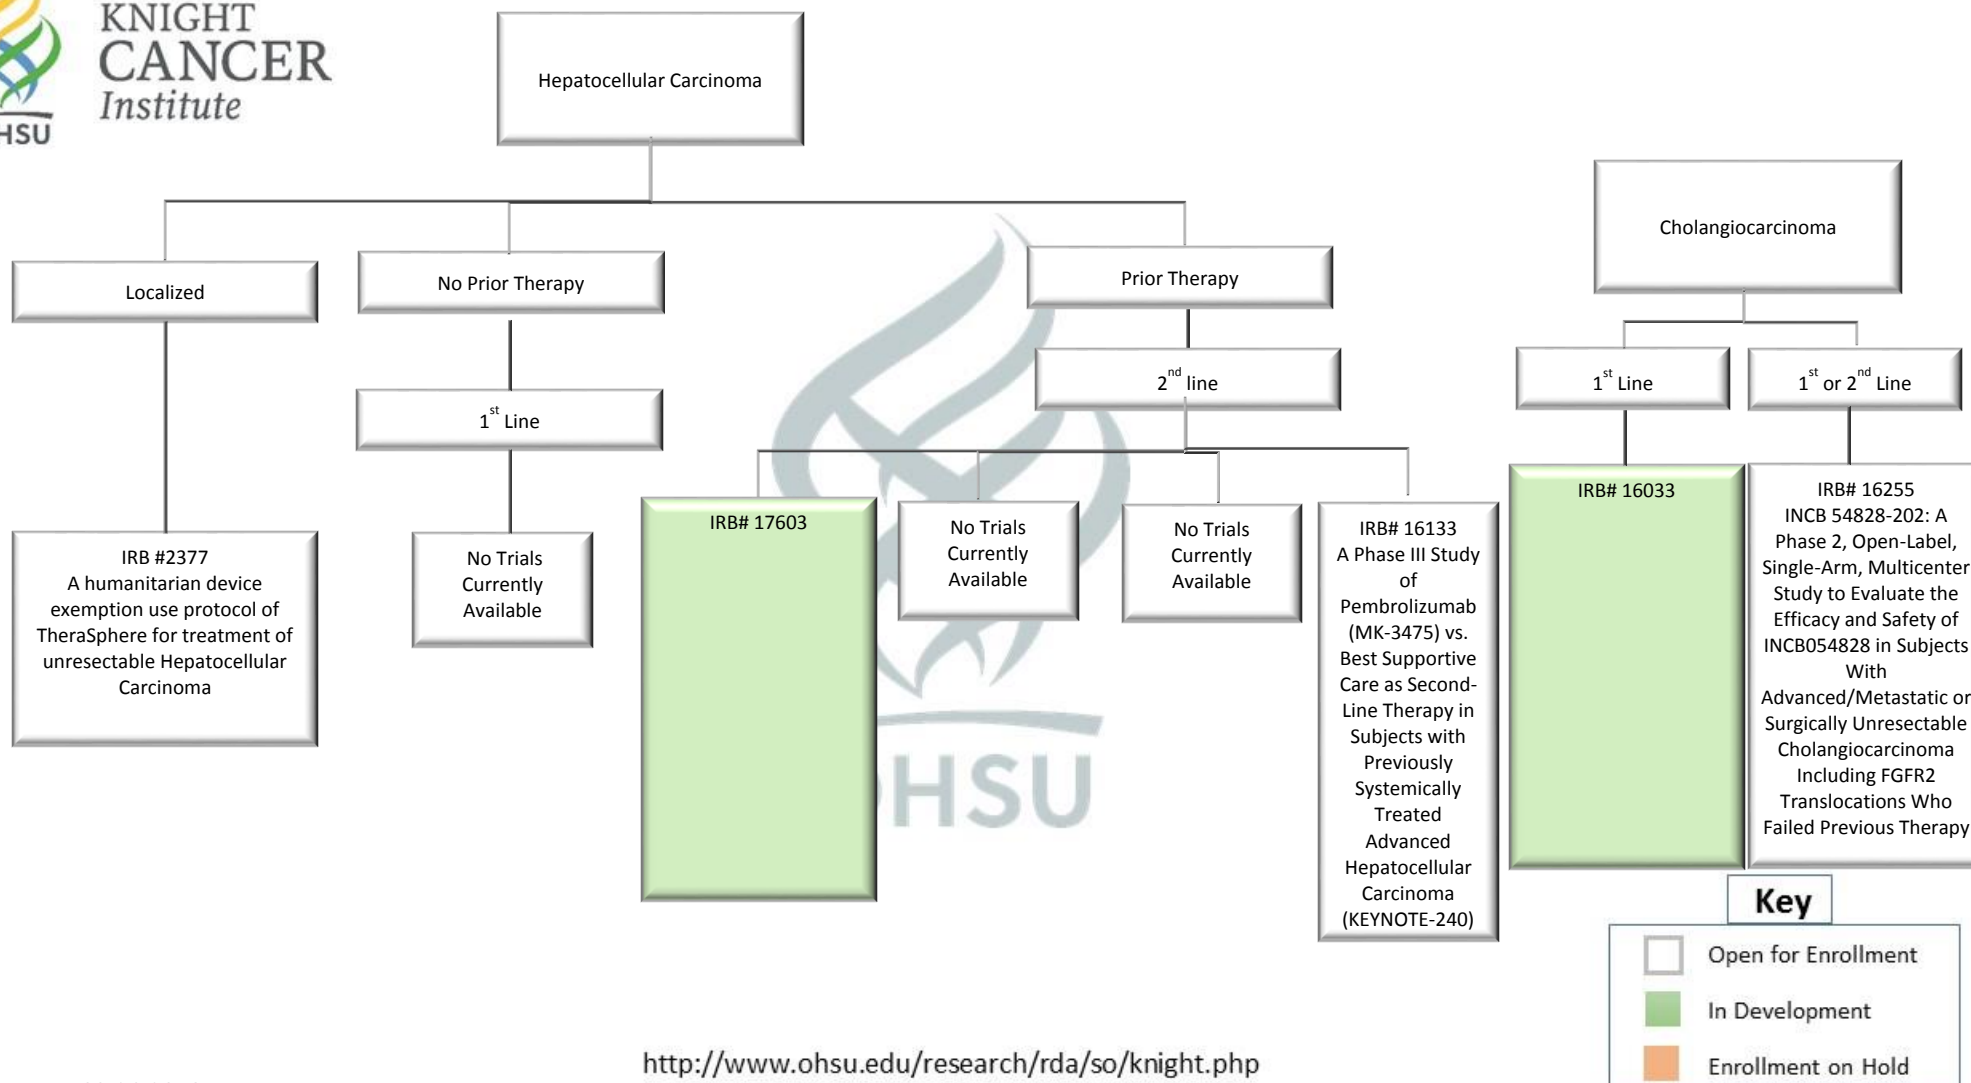 KNIGHT
CANCER
Institute
HSU
Hepatocellular Carcinoma
Cholangiocarcinoma
Localized
No Prior Therapy
Prior Therapy
1st Line
2nd line
1st Line
1st or 2nd Line
IRB #2377
A humanitarian device
exemption use protocol of
TheraSphere for treatment of
unresectable Hepatocellular
Carcinoma
No Trials
Currently
Available
IRB# 17603
No Trials
Currently
Available
No Trials
Currently
Available
IRB# 16133
A Phase III Study
of
Pembrolizumab
(MK-3475) vs.
Best Supportive
Care as Second-
Line Therapy in
Subjects with
Previously
Systemically
Treated
Advanced
Hepatocellular
Carcinoma
(KEYNOTE-240)
IRB# 16033
IRB# 16255
INCB 54828-202: A
Phase 2, Open-Label,
Single-Arm, Multicenter
Study to Evaluate the
Efficacy and Safety of
INCB054828 in Subjects
With
Advanced/Metastatic or
Surgically Unresectable
Cholangiocarcinoma
Including FGFR2
Translocations Who
Failed Previous Therapy
OHSU
Key
Open for Enrollment
In Development
Enrollment on Hold
http://www.ohsu.edu/research/rda/so/knight.php